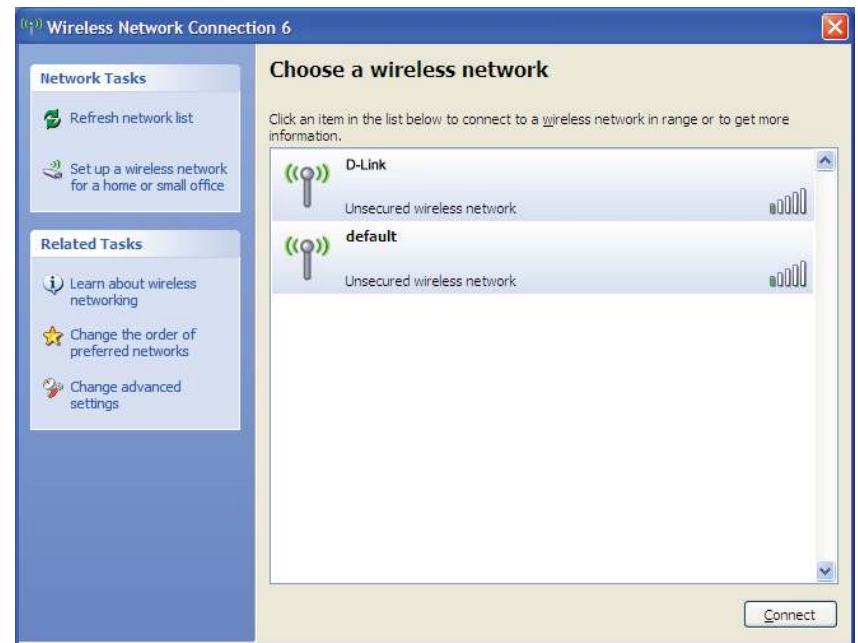 Wireless Network Connection 6
Network Tasks
Refresh network list
Set up a wireless network
for a home or small office
Related Tasks
Learn about wireless
networking
Change the order of
preferred networks
Change advanced
settings
Choose a wireless network
Click an item in the list below to connect to a wireless network in range or to get more
information.
D-Link
Unsecured wireless network
default
Unsecured wireless network
Connect